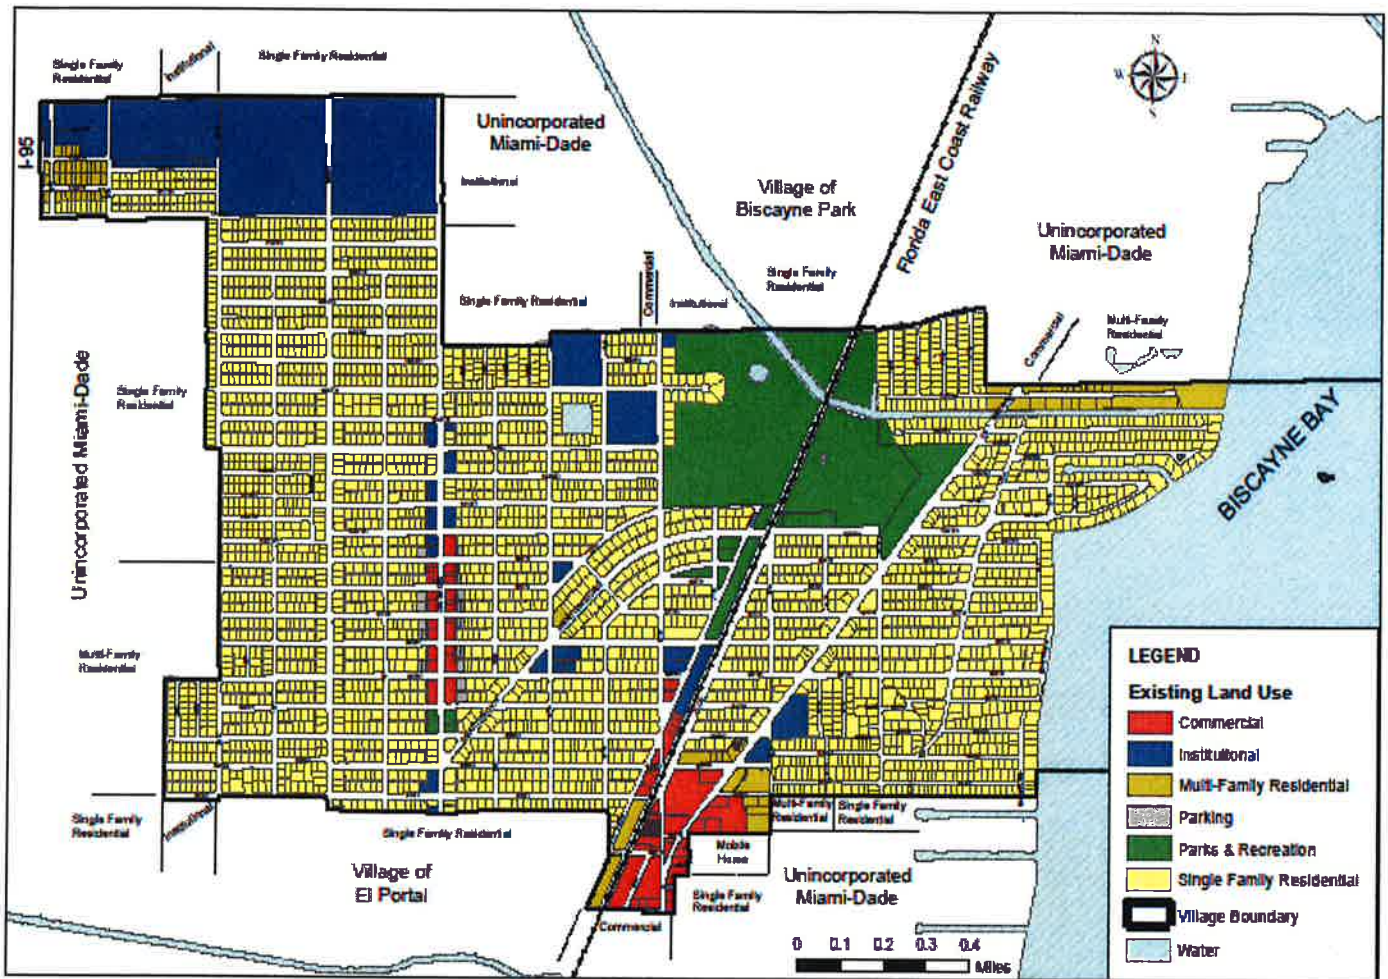 Single Family
Residential
Institutional
Single Family Residential
N
W
S
I-95
Unincorporated
Miami-Dade
Institutional
Village of
Biscayne Park
Florida East Coast Railway
Unincorporated
Miami-Dade
Single Family
Residential
Single Family Residential
Commercial
Institutional
Commercial
Multi-Family
Residential
Unincorporated Miami-Dade
Single Family
Residential
BISCAYNE BAY
Multi-Family
Residential
Single Family
Residential
Institutional
Single Family Residential
Village of
El Portal
Multi-Family
Residential
Single Family
Residential
Mobile
Home
Single Family
Residential
Unincorporated
Miami-Dade
Commercial
0 0.1 0.2 0.3 0.4
Miles
LEGEND
Existing Land Use
Commercial
Institutional
Multi-Family Residential
Parking
Parks & Recreation
Single Family Residential
Village Boundary
Water